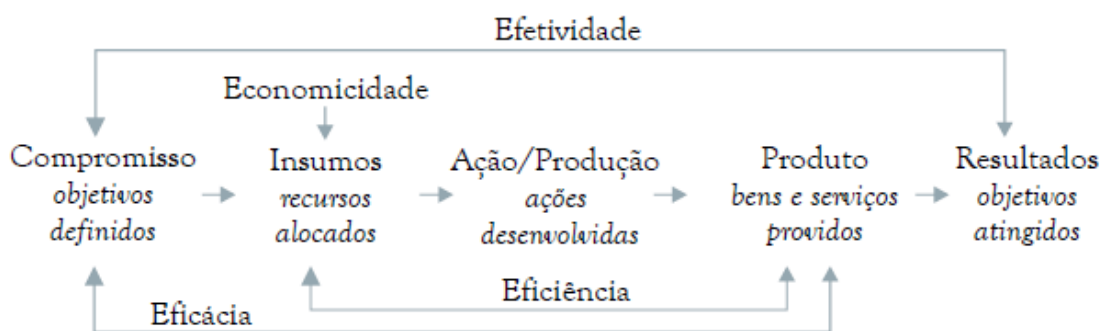 Efetividade
Economicidade
Compromisso
objetivos
definidos
Insumos
recursos
alocados
Ação/Produção
ações
desenvolvidas
Produto
bens e serviços
providos
Resultados
objetivos
atingidos
Eficiência
Eficácia